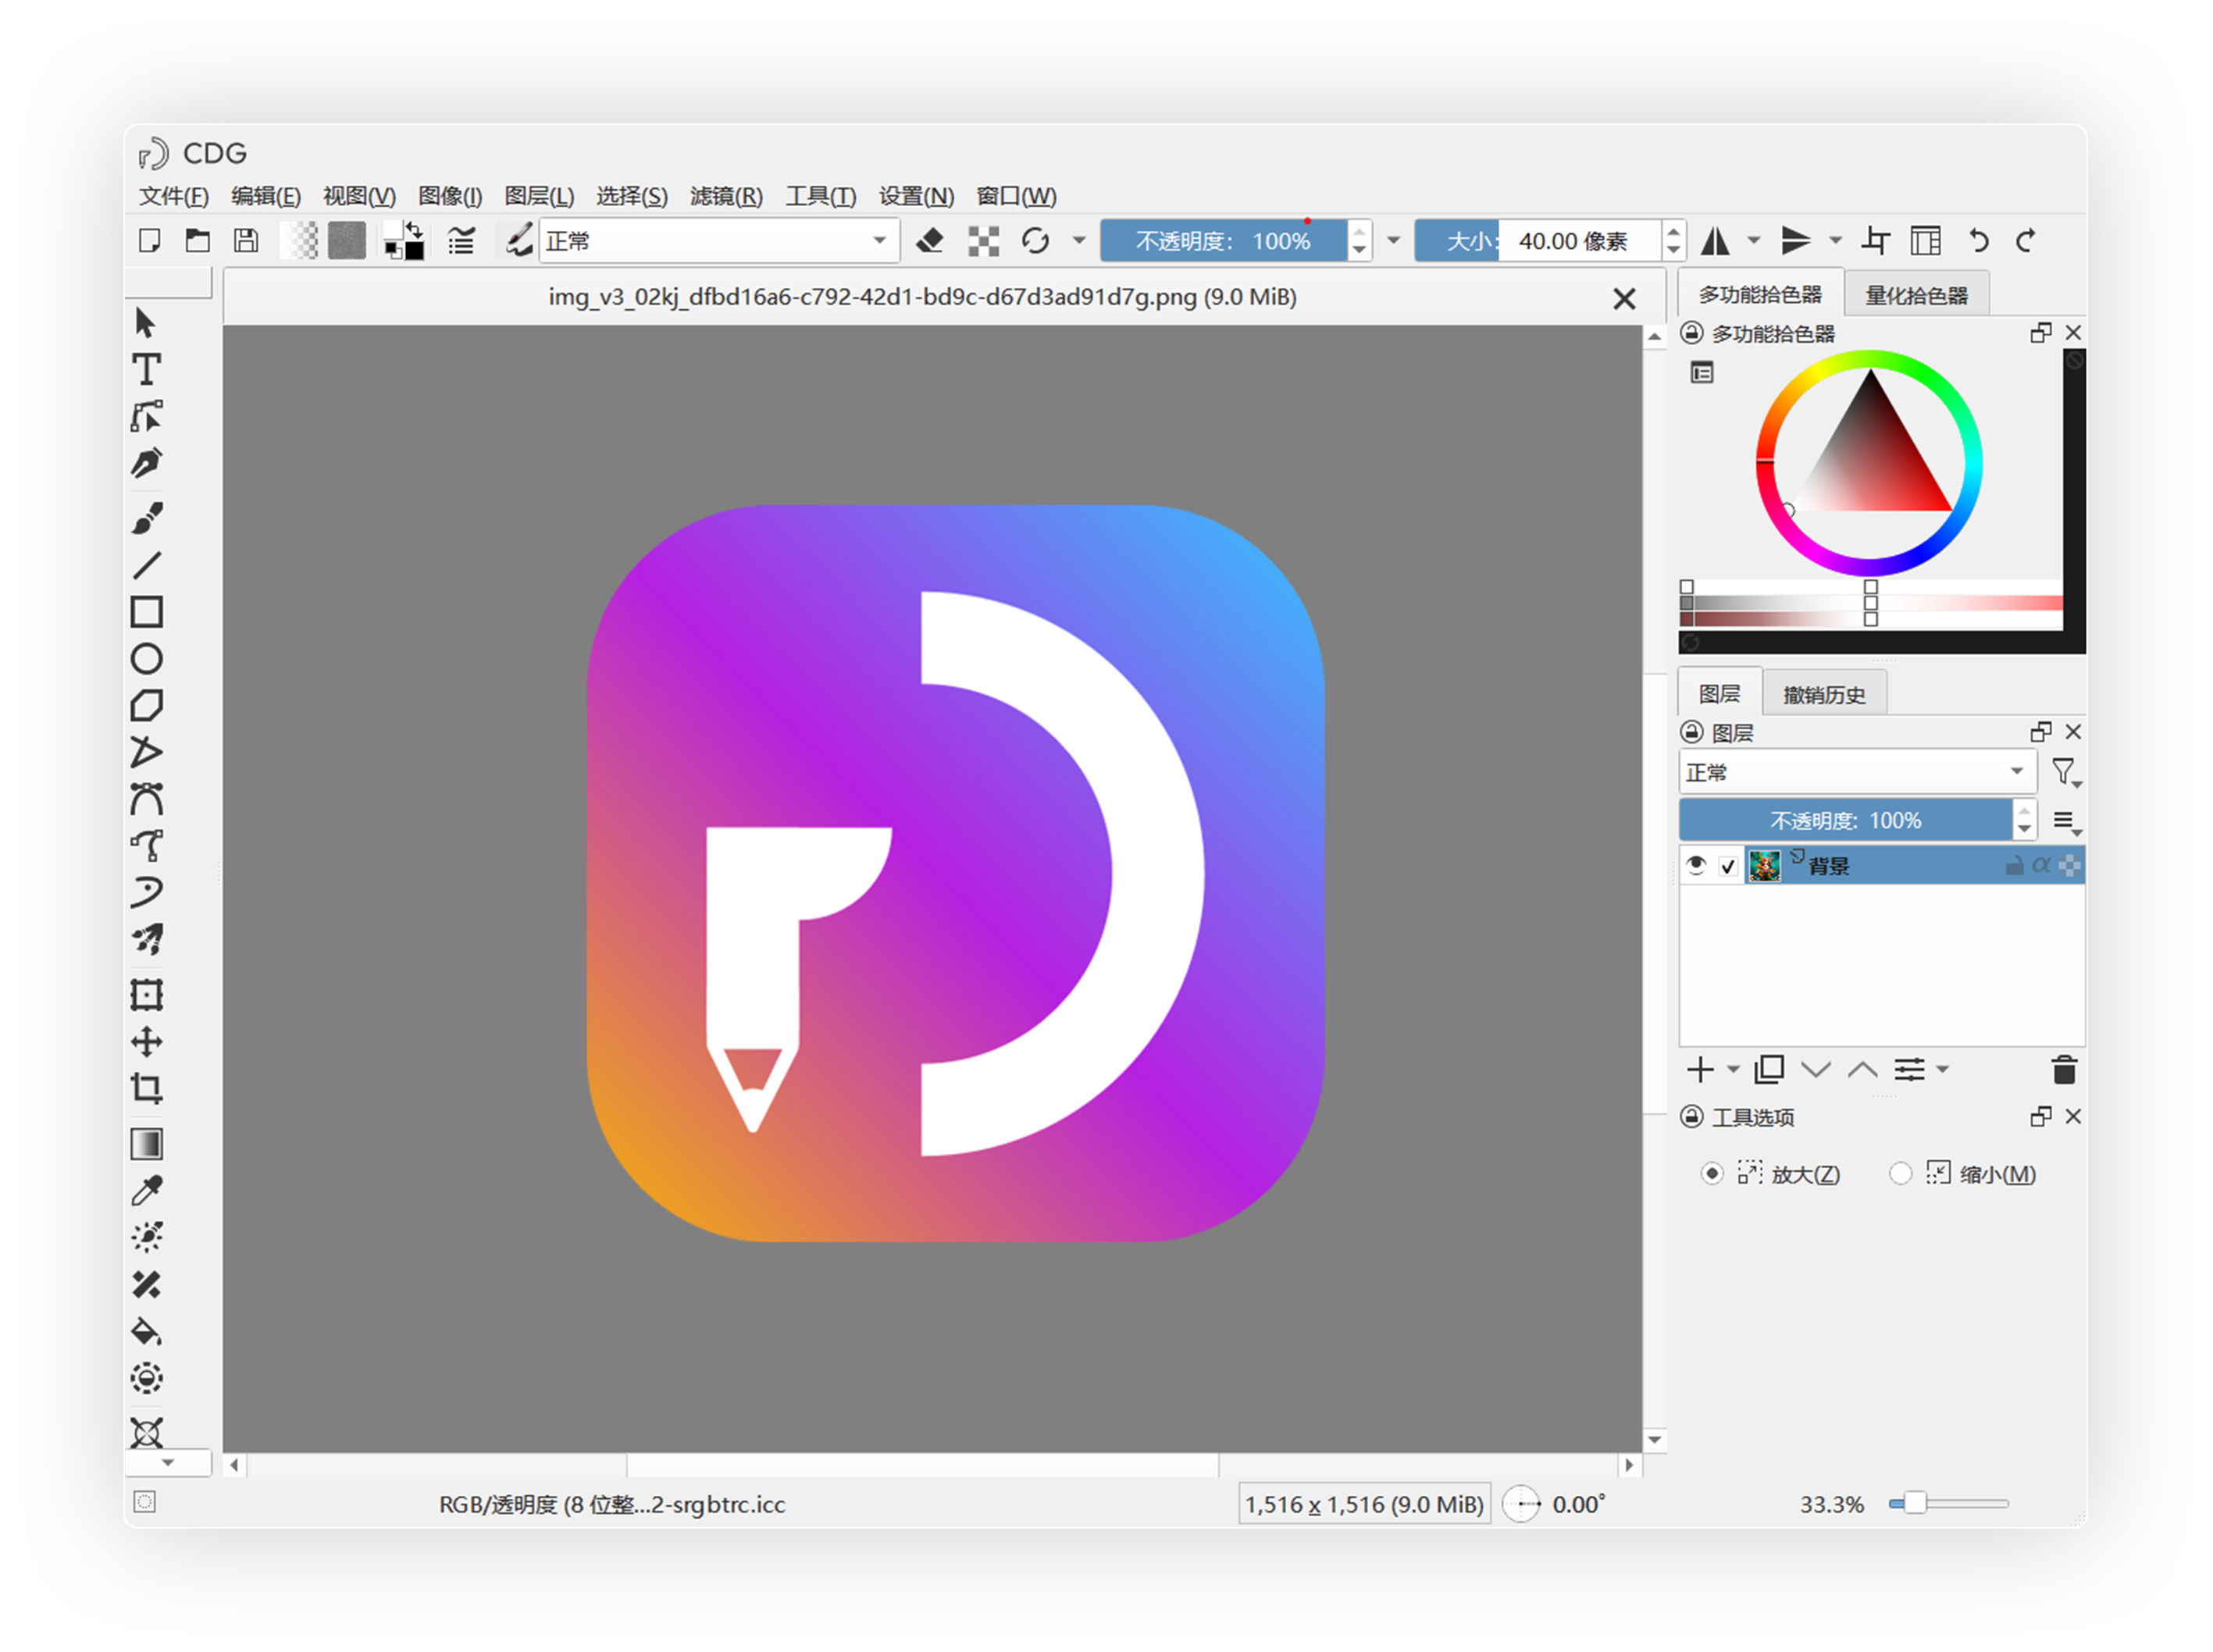 CDG
文件(F) 编辑(E) 视图(V) 图像(I) 图层(L) 选择(S) 滤镜(R) 工具(T) 设置(N) 窗口(W)
正常 不透明度: 100% 大小: 40.00 像素
img_v3_02kj_dfbd16a6-c792-42d1-bd9c-d67d3ad91d7g.png (9.0 MiB)
多功能拾色器 量化拾色器
多功能拾色器
图层 撤销历史
图层
正常
不透明度: 100%
背景
工具选项
放大(Z) 缩小(M)
RGB/透明度 (8 位整...2-srgbtrc.icc 1,516 x 1,516 (9.0 MiB) 0.00° 33.3%